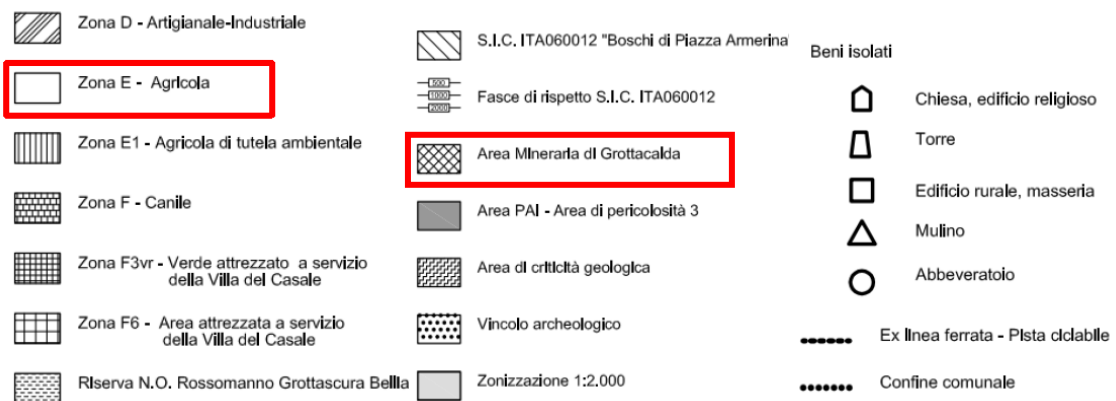 Zona D - Artigianale-Industriale
Zona E - Agricola
Zona E1 - Agricola di tutela ambientale
Zona F - Canile
Zona F3vr - Verde attrezzato a servizio
della Villa del Casale
Zona F6 - Area attrezzata a servizio
della Villa del Casale
Riserva N.O. Rossomanno Grottascura Bellia
S.I.C. ITA060012 "Boschi di Piazza Armerina"
500
1000
2000
Fasce di rispetto S.I.C. ITA060012
Area Mineraria di Grottacalda
Area PAI - Area di pericolosità 3
Area di criticità geologica
Vincolo archeologico
Zonizzazione 1:2.000
Beni isolati
Chiesa, edificio religioso
Torre
Edificio rurale, masseria
Mulino
Abbeveratoio
Ex linea ferrata - Pista ciclabile
Confine comunale